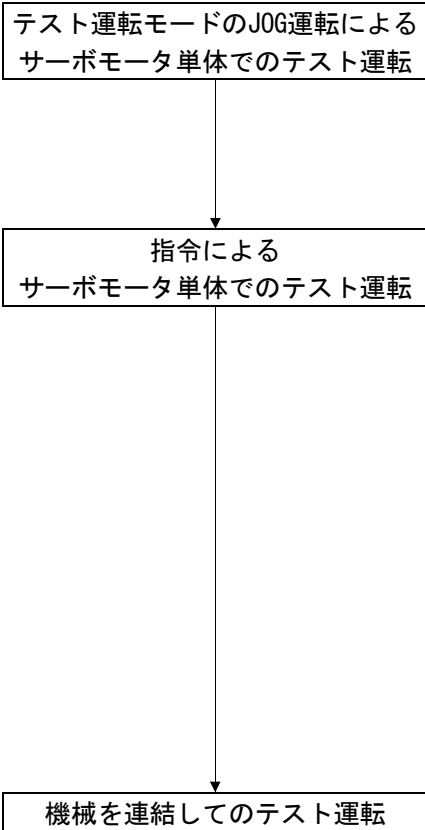 テスト運転モードのJOG運転による
サーボモータ単体でのテスト運転
指令による
サーボモータ単体でのテスト運転
機械を連結してのテスト運転